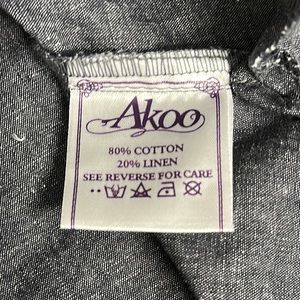 Akoo
80% COTTON
20% LINEN
SEE REVERSE FOR CARE